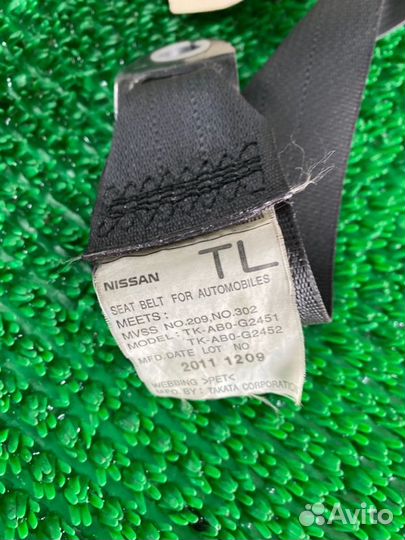 NISSAN TL
SEAT BELT FOR AUTOMOBILES
MEETS:
MVSS NO.209, NO.302
MODEL: TK-AB0-G2451
TK-AB0-G2452
MFD.DATE LOT NO
2011 1209
WEBBING >PET<
MFD. BY: TAKATA CORPORATION
Avito